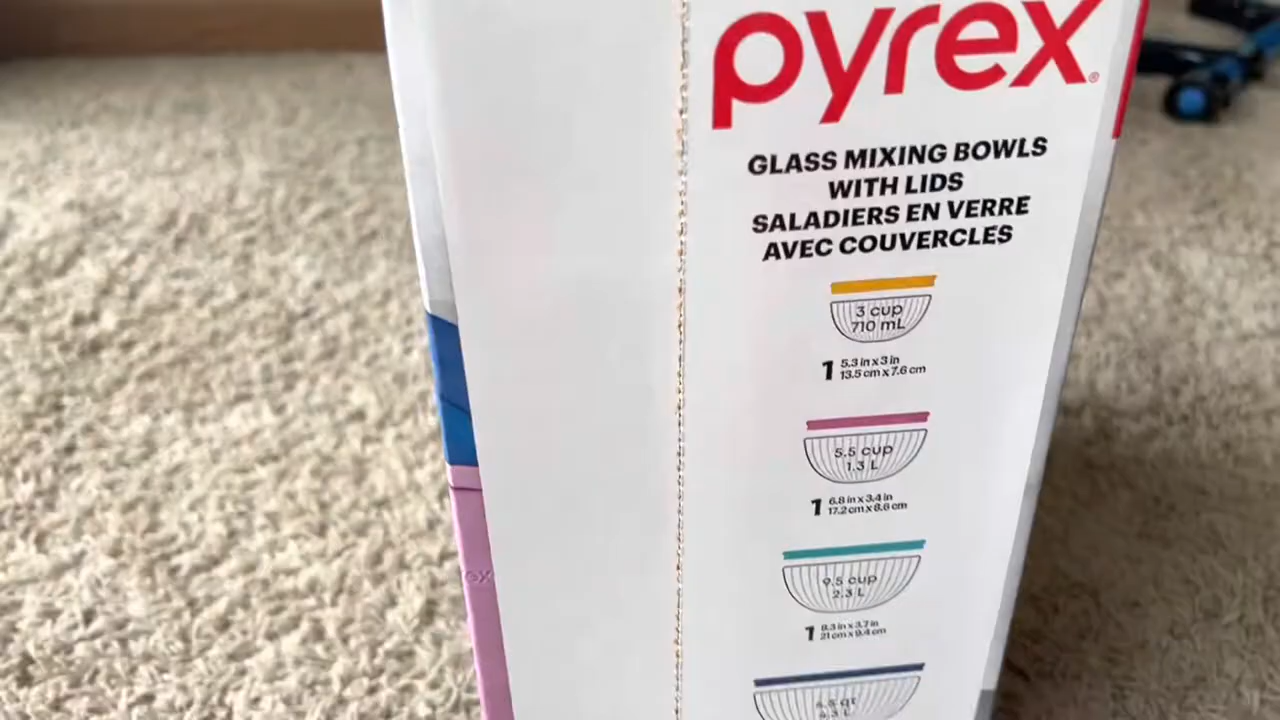 pyrex®
GLASS MIXING BOWLS
WITH LIDS
SALADIERS EN VERRE
AVEC COUVERCLES
3 cup
710 mL
1 5.3 in x 3 in
13.5 cm x 7.6 cm
5.5 cup
1.3 L
1 6.8 in x 3.4 in
17.2 cm x 8.6 cm
9.5 cup
2.3 L
1 8.3 in x 3.7 in
21 cm x 9.4 cm